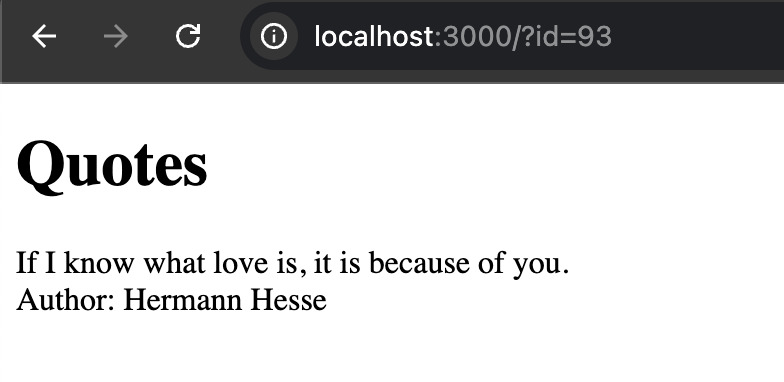 localhost:3000/?id=93
Quotes
If I know what love is, it is because of you.
Author: Hermann Hesse